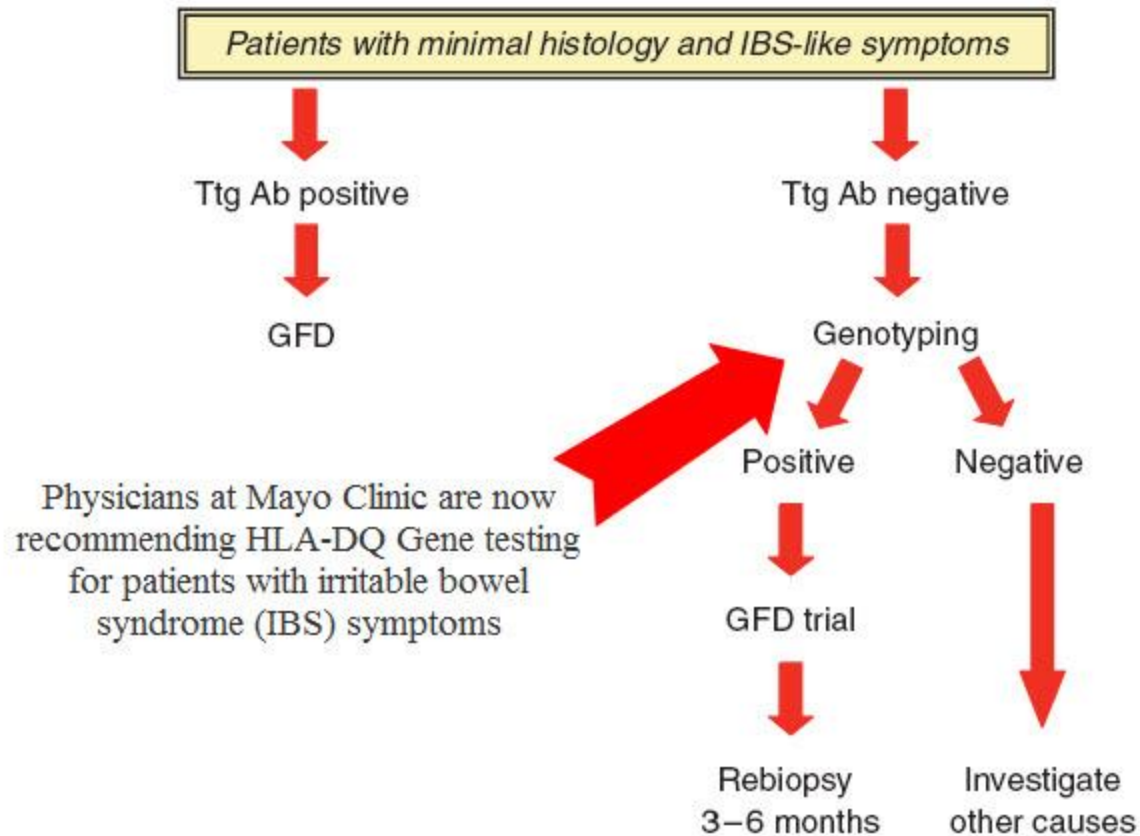 Patients with minimal histology and IBS-like symptoms
Ttg Ab positive
Ttg Ab negative
GFD
Genotyping
Positive
Negative
Physicians at Mayo Clinic are now
recommending HLA-DQ Gene testing
for patients with irritable bowel
syndrome (IBS) symptoms
GFD trial
Rebiopsy
3–6 months
Investigate
other causes